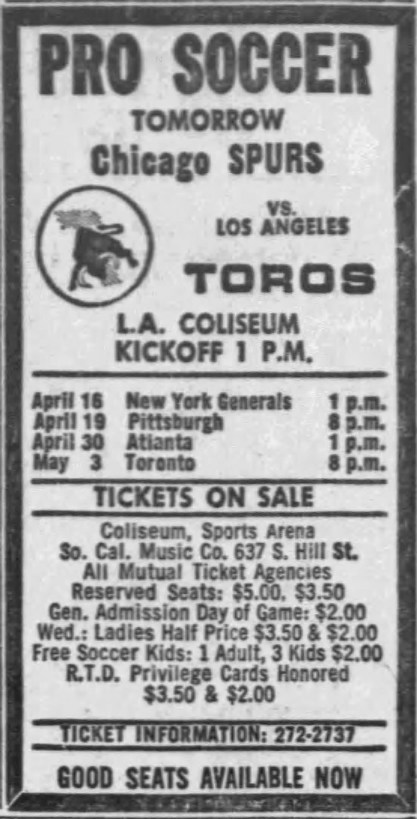 PRO SOCCER
TOMORROW
Chicago SPURS
VS.
LOS ANGELES
TOROS
L.A. COLISEUM
KICKOFF 1 P.M.
April 16 New York Generals 1 p.m.
April 19 Pittsburgh 8 p.m.
April 30 Atlanta 1 p.m.
May 3 Toronto 8 p.m.
TICKETS ON SALE
Coliseum, Sports Arena
So. Cal. Music Co. 637 S. Hill St.
All Mutual Ticket Agencies
Reserved Seats: $5.00, $3.50
Gen. Admission Day of Game: $2.00
Wed.: Ladies Half Price $3.50 & $2.00
Free Soccer Kids: 1 Adult, 3 Kids $2.00
R.T.D. Privilege Cards Honored
$3.50 & $2.00
TICKET INFORMATION: 272-2737
GOOD SEATS AVAILABLE NOW